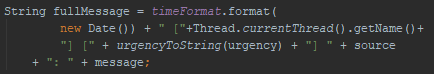 String fullMessage = timeFormat.format(
new Date()) + " ["+Thread.currentThread().getName()+
"] [" + urgencyToString(urgency) + "] " + source
+ ": " + message;